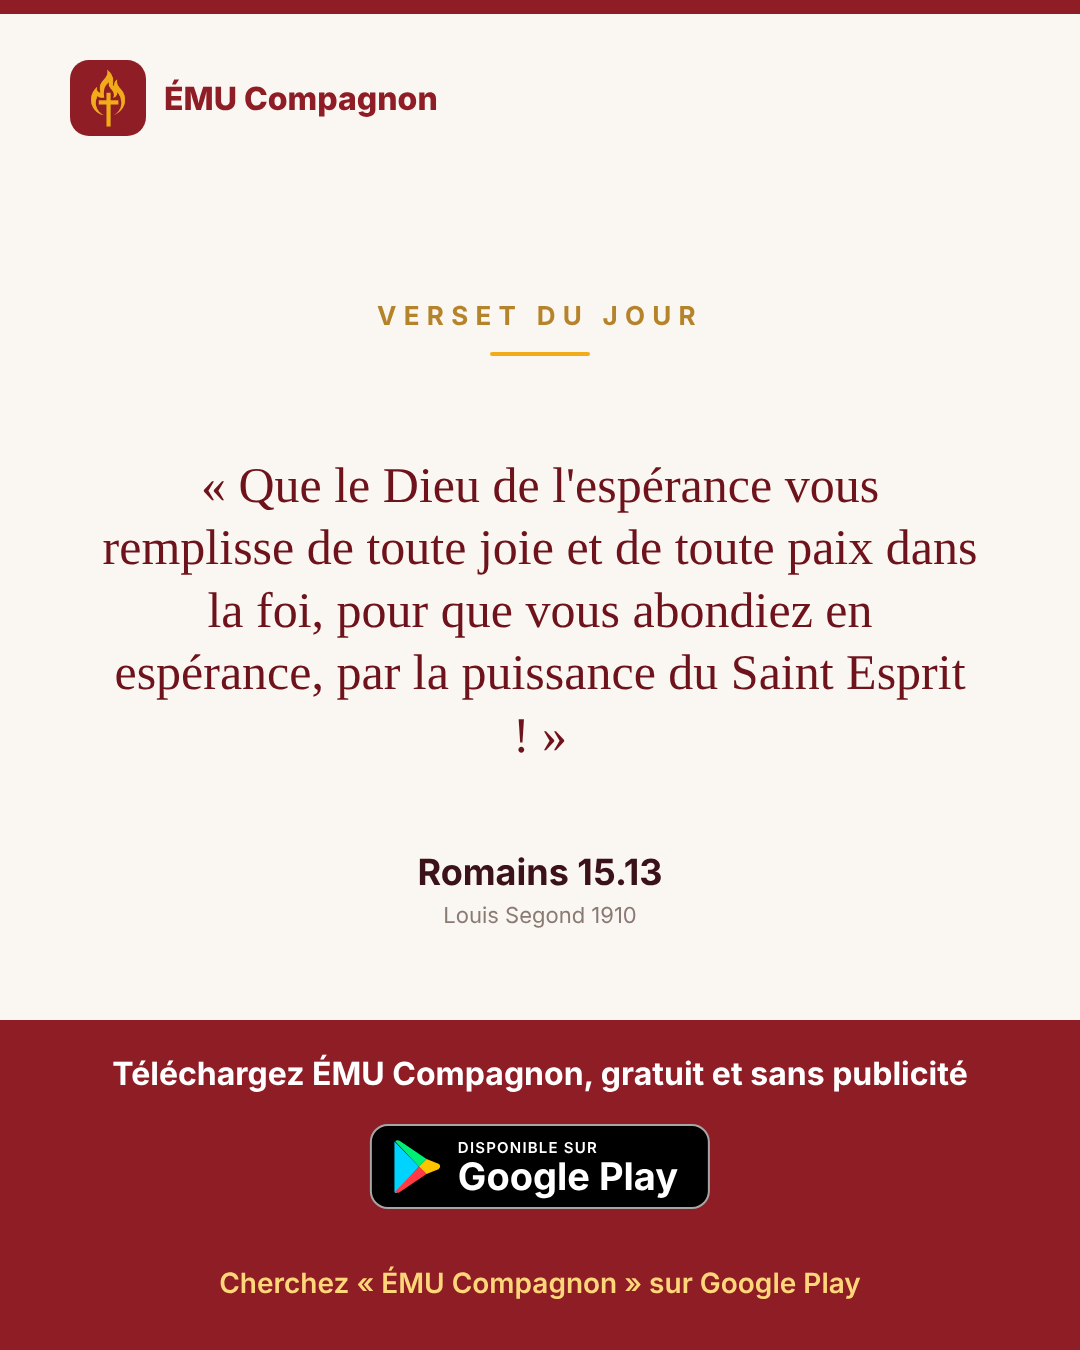 ÉMU Compagnon
VERSET DU JOUR
« Que le Dieu de l'espérance vous
remplisse de toute joie et de toute paix dans
la foi, pour que vous abondiez en
espérance, par la puissance du Saint Esprit
! »
Romains 15.13
Louis Segond 1910
Téléchargez ÉMU Compagnon, gratuit et sans publicité
DISPONIBLE SUR
Google Play
Cherchez « ÉMU Compagnon » sur Google Play